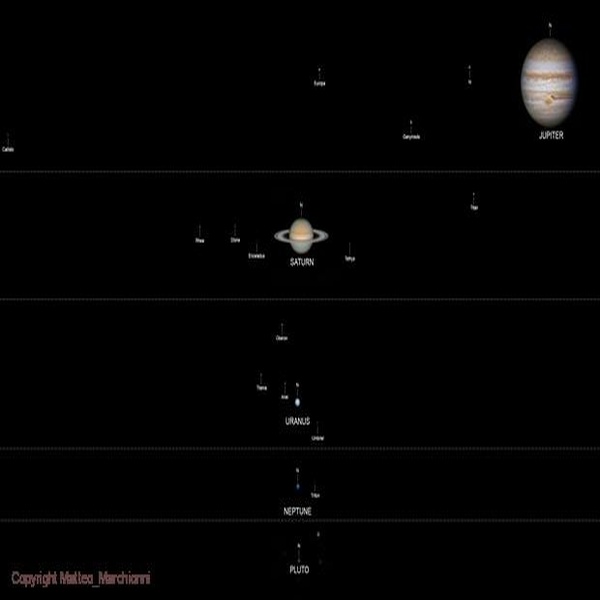 N
Europa
Io
JUPITER
Ganymede
Callisto
Titan
N
Rhea
Dione
Enceladus
Tethys
SATURN
Oberon
Titania
Ariel
N
URANUS
Umbriel
N
Triton
NEPTUNE
N
PLUTO
Copyright Matteo_Marchionni